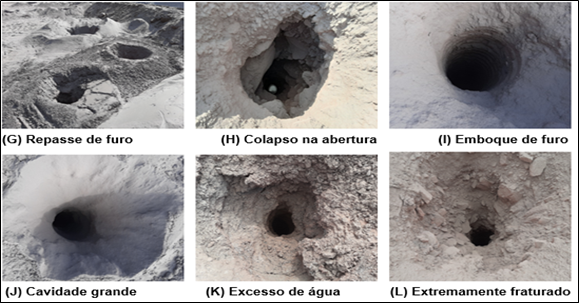 (G) Repasse de furo
(H) Colapso na abertura
(I) Emboque de furo
(J) Cavidade grande
(K) Excesso de água
(L) Extremamente fraturado